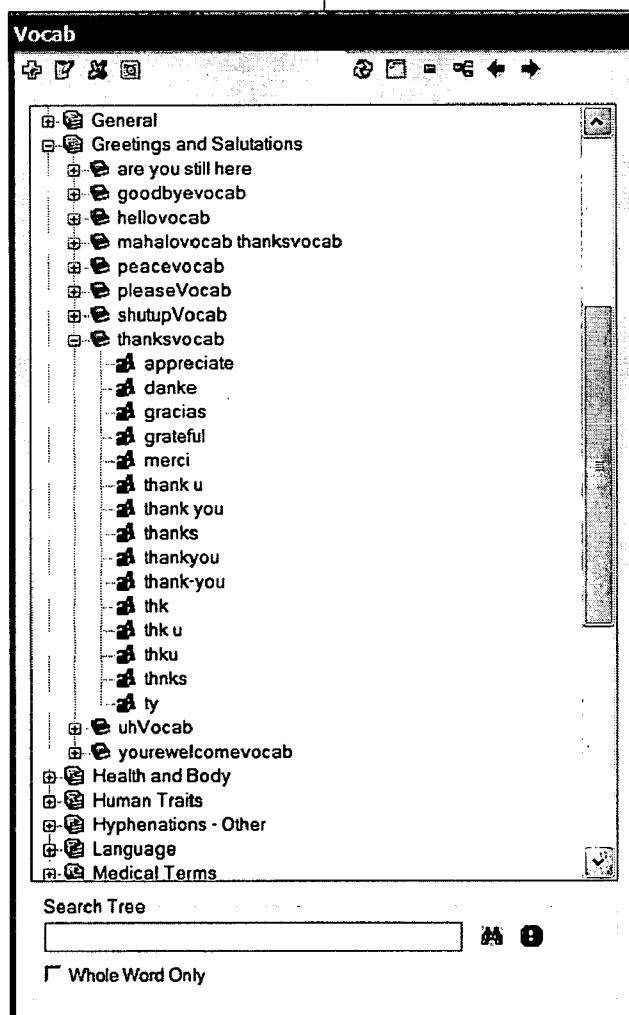 Vocab
General
Greetings and Salutations
are you still here
goodbyevocab
hellovocab
mahalovocab thanksvocab
peacevocab
pleaseVocab
shutupVocab
thanksvocab
appreciate
danke
gracias
grateful
merci
thank u
thank you
thanks
thankyou
thank-you
thk
thk u
thku
thnks
ty
uhVocab
yourewelcomevocab
Health and Body
Human Traits
Hyphenations - Other
Language
Medical Terms
Search Tree
Whole Word Only